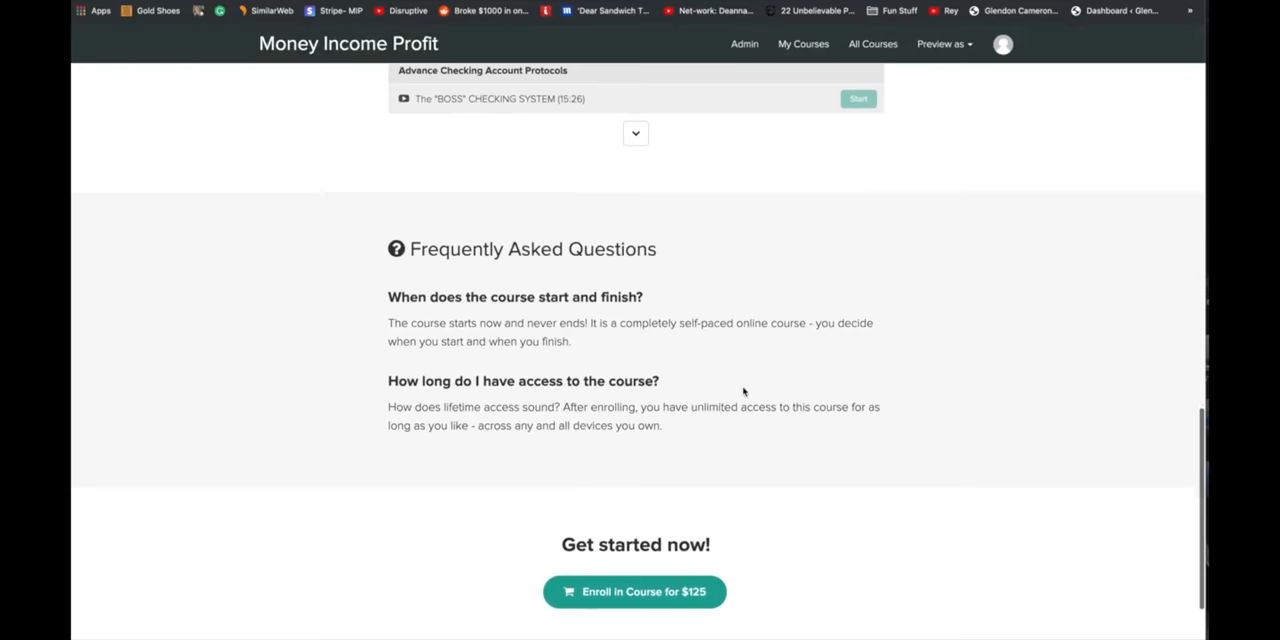 Apps Gold Shoes SimilarWeb Stripe- MIP Disruptive Broke $1000 in on... 'Dear Sandwich T... Net-work: Deanna... 22 Unbelievable P... Fun Stuff Rey Glendon Cameron... Dashboard ‹ Glen... »
Money Income Profit Admin My Courses All Courses Preview as
Advance Checking Account Protocols
The "BOSS" CHECKING SYSTEM (15:26) Start
Frequently Asked Questions
When does the course start and finish?
The course starts now and never ends! It is a completely self-paced online course - you decide
when you start and when you finish.
How long do I have access to the course?
How does lifetime access sound? After enrolling, you have unlimited access to this course for as
long as you like - across any and all devices you own.
Get started now!
Enroll in Course for $125